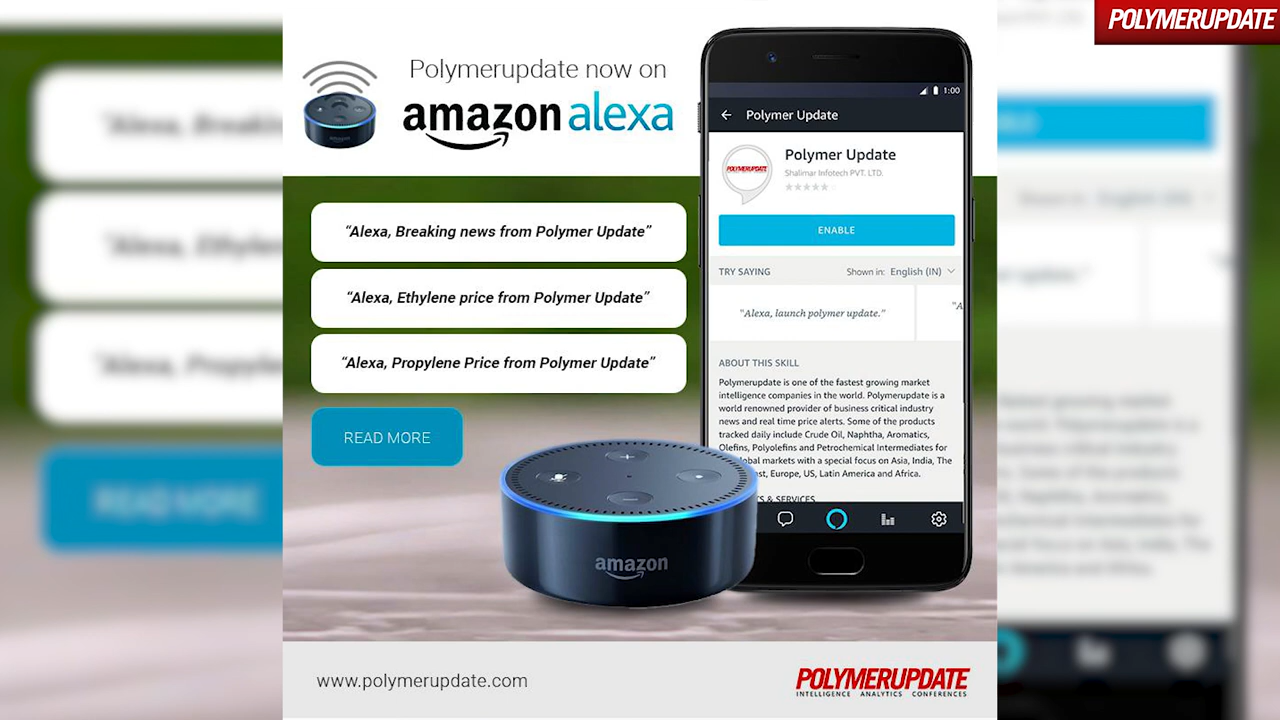 POLYMERUPDATE
Polymerupdate now on
amazon alexa
"Alexa, Breaking news from Polymer Update"
"Alexa, Ethylene price from Polymer Update"
"Alexa, Propylene Price from Polymer Update"
READ MORE
1:00
Polymer Update
POLYMERUPDATE
Polymer Update
Shalimar Infotech PVT. LTD.
ENABLE
TRY SAYING
Shown in: English (IN)
"Alexa, launch polymer update."
"A
ABOUT THIS SKILL
Polymerupdate is one of the fastest growing market
intelligence companies in the world. Polymerupdate is a
world renowned provider of business critical industry
news and real time price alerts. Some of the products
tracked daily include Crude Oil, Naphtha, Aromatics,
Olefins, Polyolefins and Petrochemical Intermediates for
global markets with a special focus on Asia, India, The
st, Europe, US, Latin America and Africa.
S & SERVICES
amazon
www.polymerupdate.com
POLYMERUPDATE
INTELLIGENCE ANALYTICS CONFERENCES